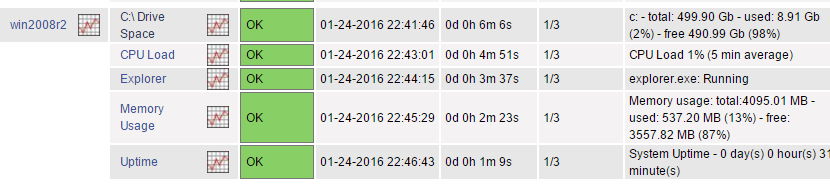 win2008r2 C:\ Drive Space OK 01-24-2016 22:41:46 0d 0h 6m 6s 1/3 c: - total: 499.90 Gb - used: 8.91 Gb (2%) - free 490.99 Gb (98%)
CPU Load OK 01-24-2016 22:43:01 0d 0h 4m 51s 1/3 CPU Load 1% (5 min average)
Explorer OK 01-24-2016 22:44:15 0d 0h 3m 37s 1/3 explorer.exe: Running
Memory Usage OK 01-24-2016 22:45:29 0d 0h 2m 23s 1/3 Memory usage: total:4095.01 MB - used: 537.20 MB (13%) - free: 3557.82 MB (87%)
Uptime OK 01-24-2016 22:46:43 0d 0h 1m 9s 1/3 System Uptime - 0 day(s) 0 hour(s) 31 minute(s)